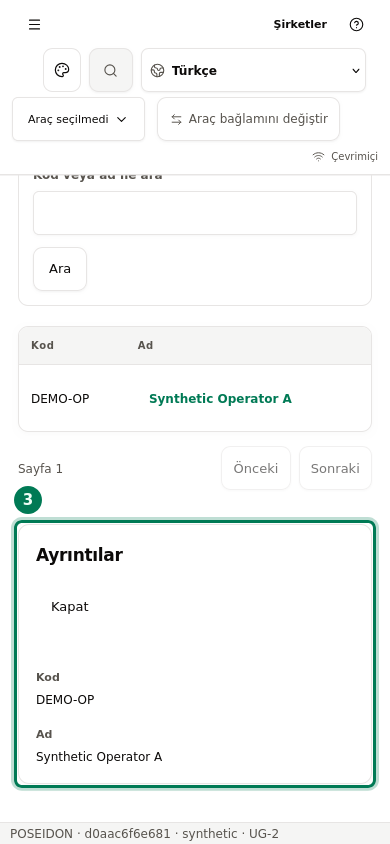 Şirketler
Türkçe
Araç seçilmedi
Araç bağlamını değiştir
Çevrimiçi
Kod veya ad ile ara
Ara
Kod Ad
DEMO-OP Synthetic Operator A
Sayfa 1 Önceki Sonraki
3
Ayrıntılar
Kapat
Kod
DEMO-OP
Ad
Synthetic Operator A
POSEIDON · d0aac6f6e681 · synthetic · UG-2